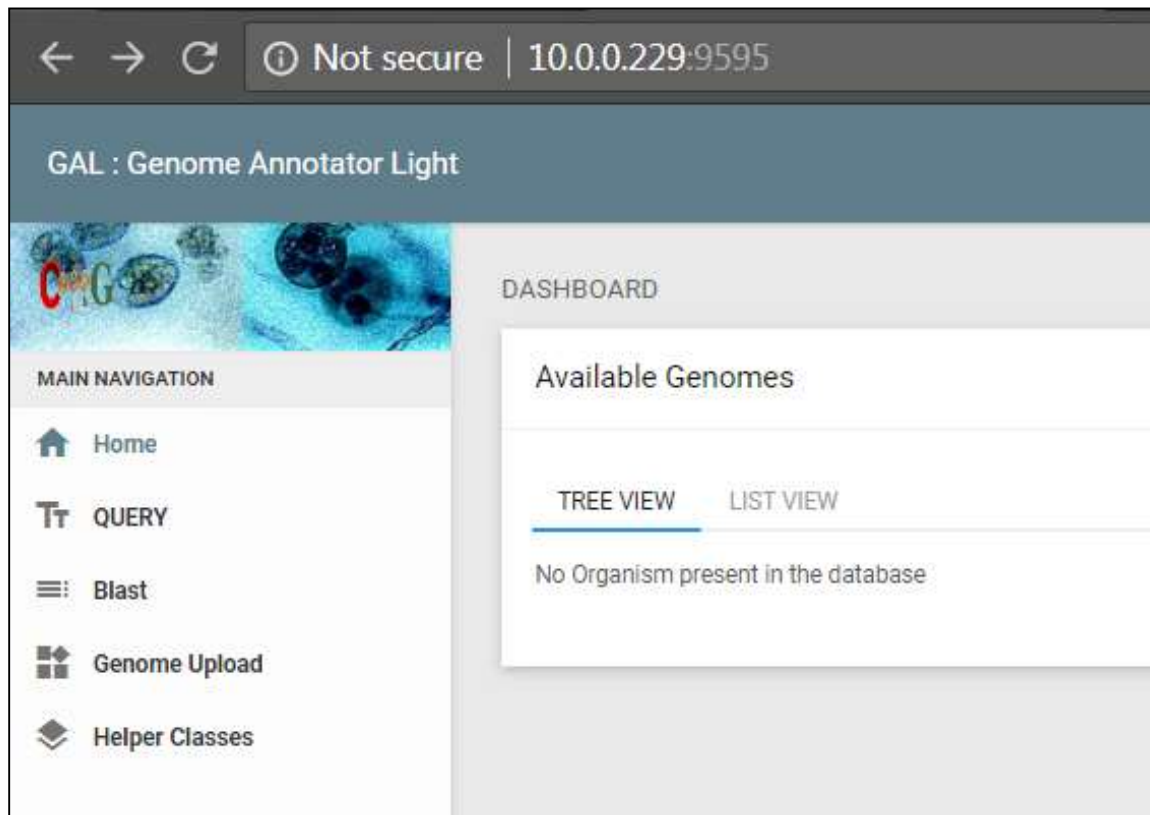 Not secure | 10.0.0.229:9595
GAL : Genome Annotator Light
DASHBOARD
MAIN NAVIGATION
Home
QUERY
Blast
Genome Upload
Helper Classes
Available Genomes
TREE VIEW LIST VIEW
No Organism present in the database